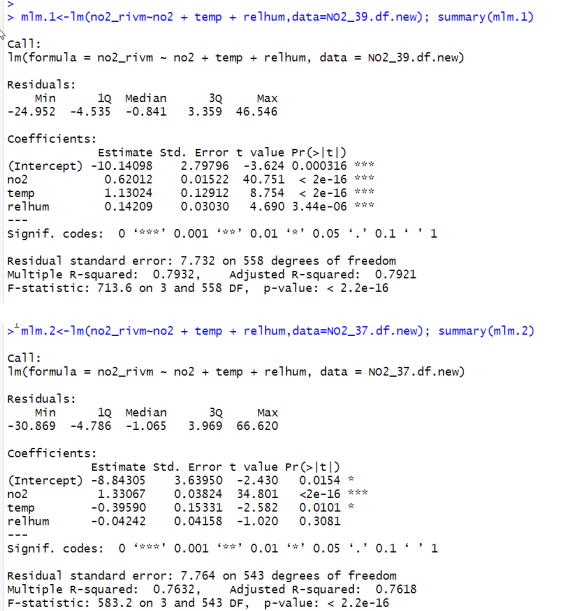 >
> mlm.1<-lm(no2_rivm~no2 + temp + relhum,data=NO2_39.df.new); summary(mlm.1)
Call:
lm(formula = no2_rivm ~ no2 + temp + relhum, data = NO2_39.df.new)
Residuals:
Min 1Q Median 3Q Max
-24.952 -4.535 -0.841 3.359 46.546
Coefficients:
Estimate Std. Error t value Pr(>|t|)
(Intercept) -10.14098 2.79796 -3.624 0.000316 ***
no2 0.62012 0.01522 40.751 < 2e-16 ***
temp 1.13024 0.12912 8.754 < 2e-16 ***
relhum 0.14209 0.03030 4.690 3.44e-06 ***
---
Signif. codes: 0 ‘***’ 0.001 ‘**’ 0.01 ‘*’ 0.05 ‘.’ 0.1 ‘ ’ 1
Residual standard error: 7.732 on 558 degrees of freedom
Multiple R-squared: 0.7932, Adjusted R-squared: 0.7921
F-statistic: 713.6 on 3 and 558 DF, p-value: < 2.2e-16
> mlm.2<-lm(no2_rivm~no2 + temp + relhum,data=NO2_37.df.new); summary(mlm.2)
Call:
lm(formula = no2_rivm ~ no2 + temp + relhum, data = NO2_37.df.new)
Residuals:
Min 1Q Median 3Q Max
-30.869 -4.786 -1.065 3.969 66.620
Coefficients:
Estimate Std. Error t value Pr(>|t|)
(Intercept) -8.84305 3.63950 -2.430 0.0154 *
no2 1.33067 0.03824 34.801 <2e-16 ***
temp -0.39590 0.15331 -2.582 0.0101 *
relhum -0.04242 0.04158 -1.020 0.3081
---
Signif. codes: 0 ‘***’ 0.001 ‘**’ 0.01 ‘*’ 0.05 ‘.’ 0.1 ‘ ’ 1
Residual standard error: 7.764 on 543 degrees of freedom
Multiple R-squared: 0.7632, Adjusted R-squared: 0.7618
F-statistic: 583.2 on 3 and 543 DF, p-value: < 2.2e-16